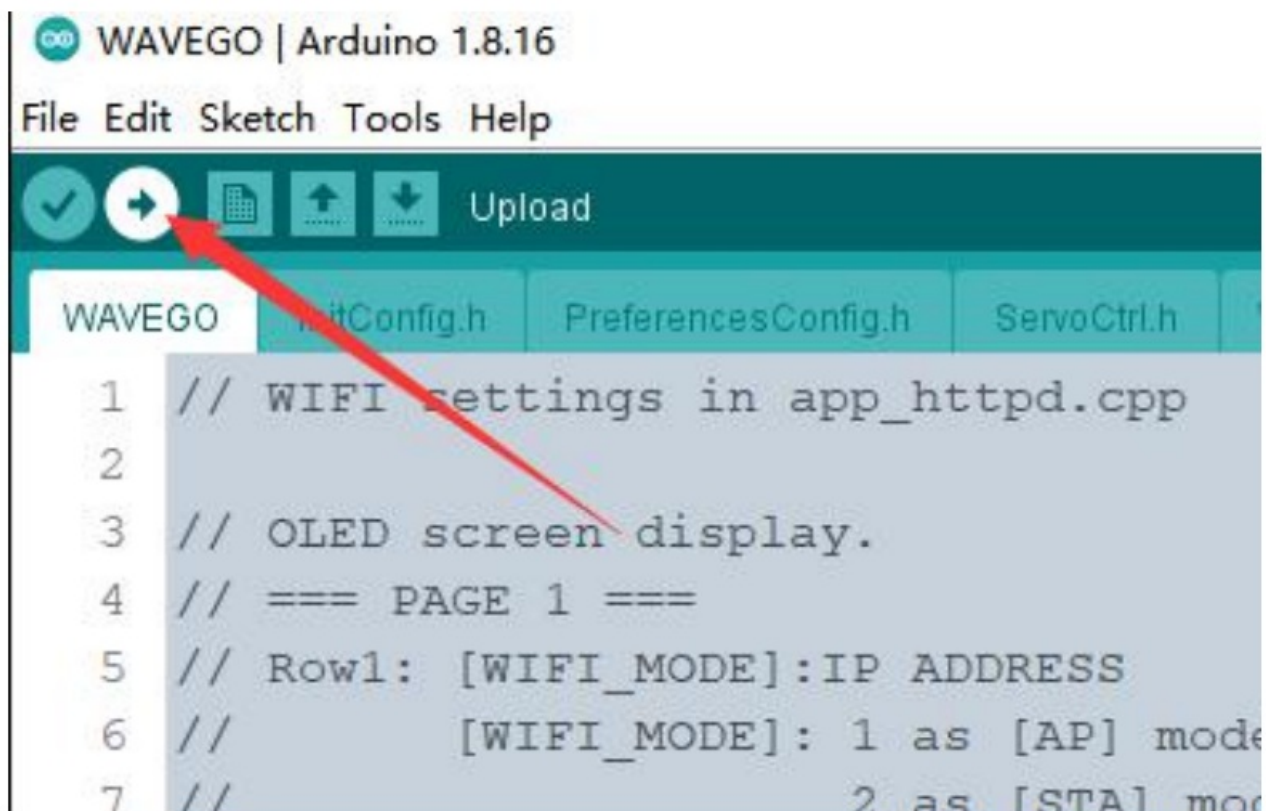 WAVEGO | Arduino 1.8.16
File Edit Sketch Tools Help
Upload
WAVEGO InitConfig.h PreferencesConfig.h ServoCtrl.h
1 // WIFI settings in app_httpd.cpp
2
3 // OLED screen display.
4 // === PAGE 1 ===
5 // Row1: [WIFI_MODE]:IP ADDRESS
6 // [WIFI_MODE]: 1 as [AP] mode
7 // 2 as [STA] mod